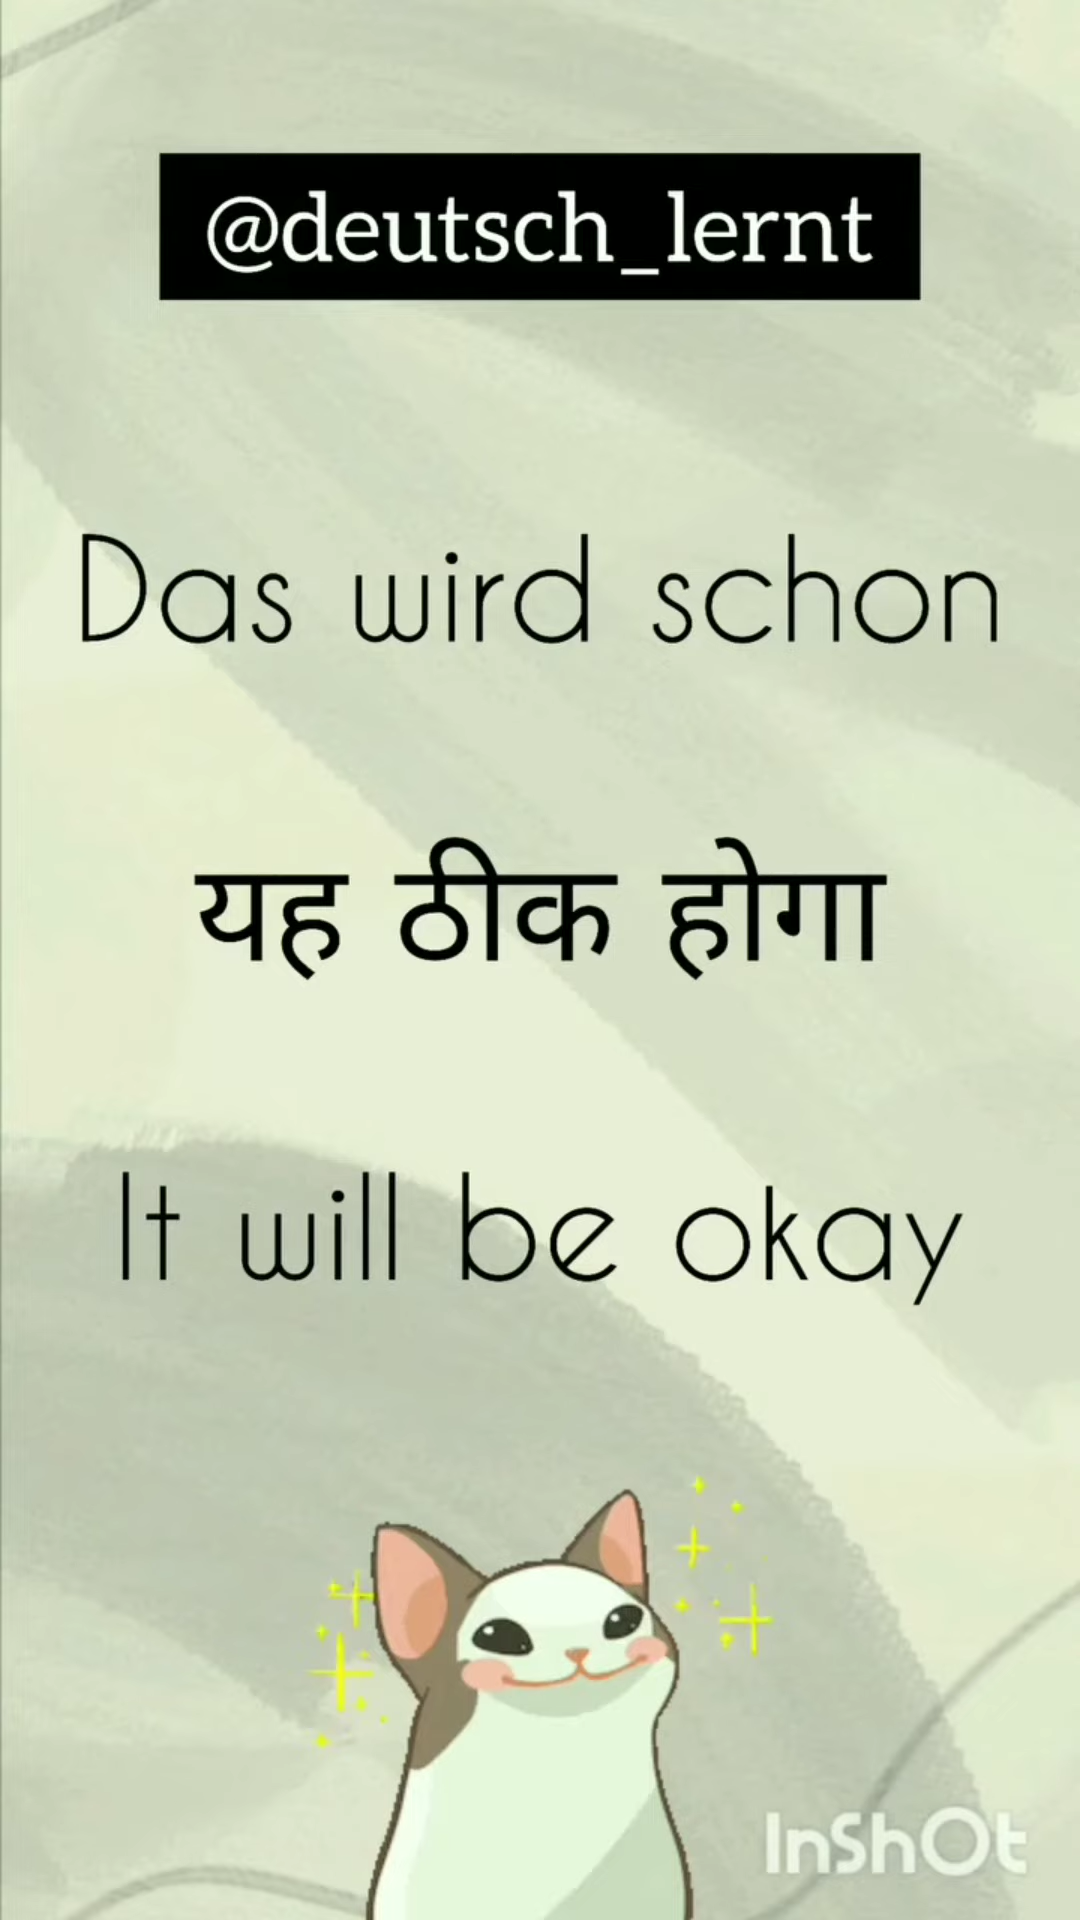 @deutsch_lernt
Das wird schon
यह ठीक होगा
It will be okay
InShOt